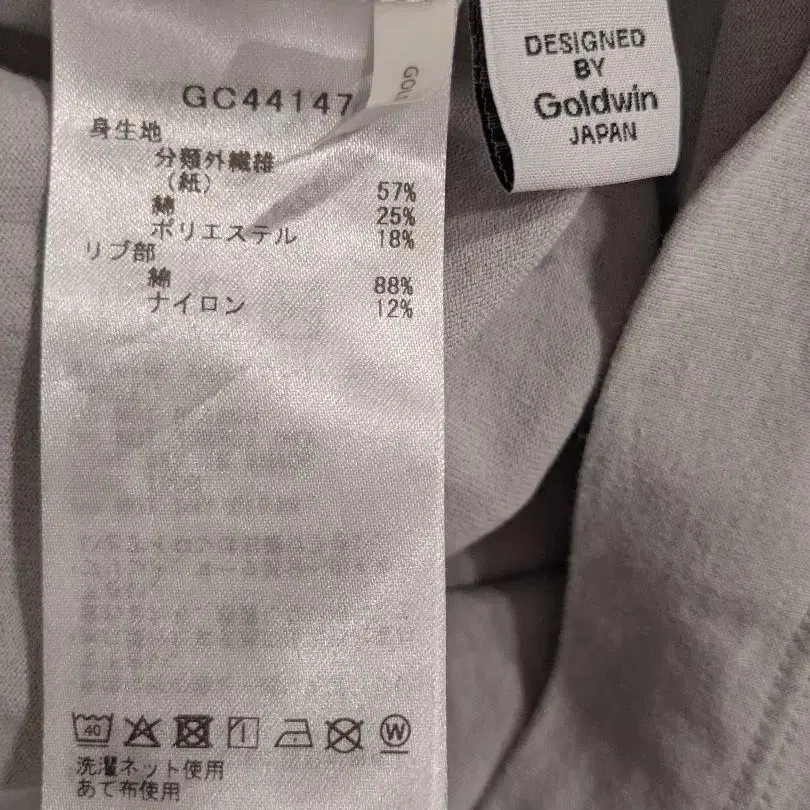 GC44147
身生地
分類外繊維
（紙） 57%
綿 25%
ポリエステル 18%
リブ部
綿 88%
ナイロン 12%
40
W
洗濯ネット使用
あて布使用
DESIGNED
BY
Goldwin
JAPAN